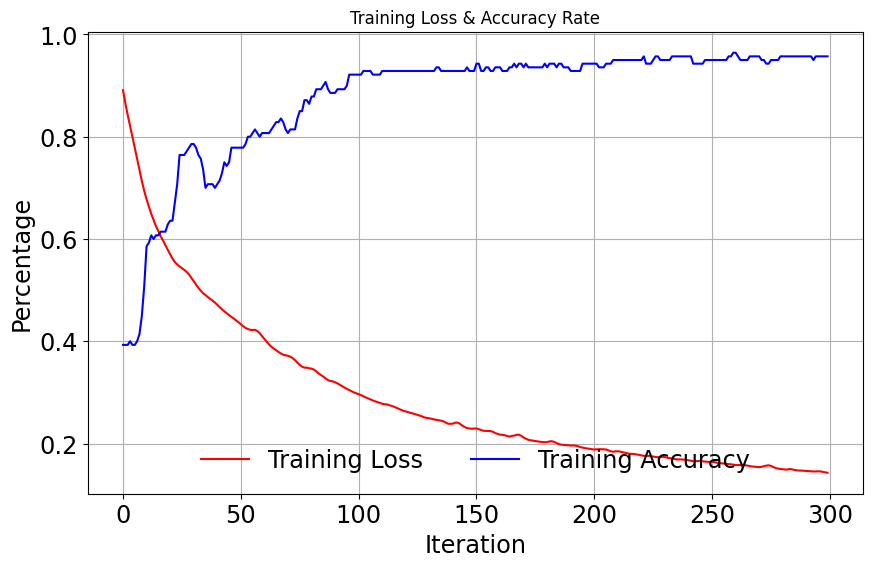 Training Loss & Accuracy Rate
1.0
0.8
0.6
0.4
0.2
Percentage
Training Loss Training Accuracy
0 50 100 150 200 250 300
Iteration